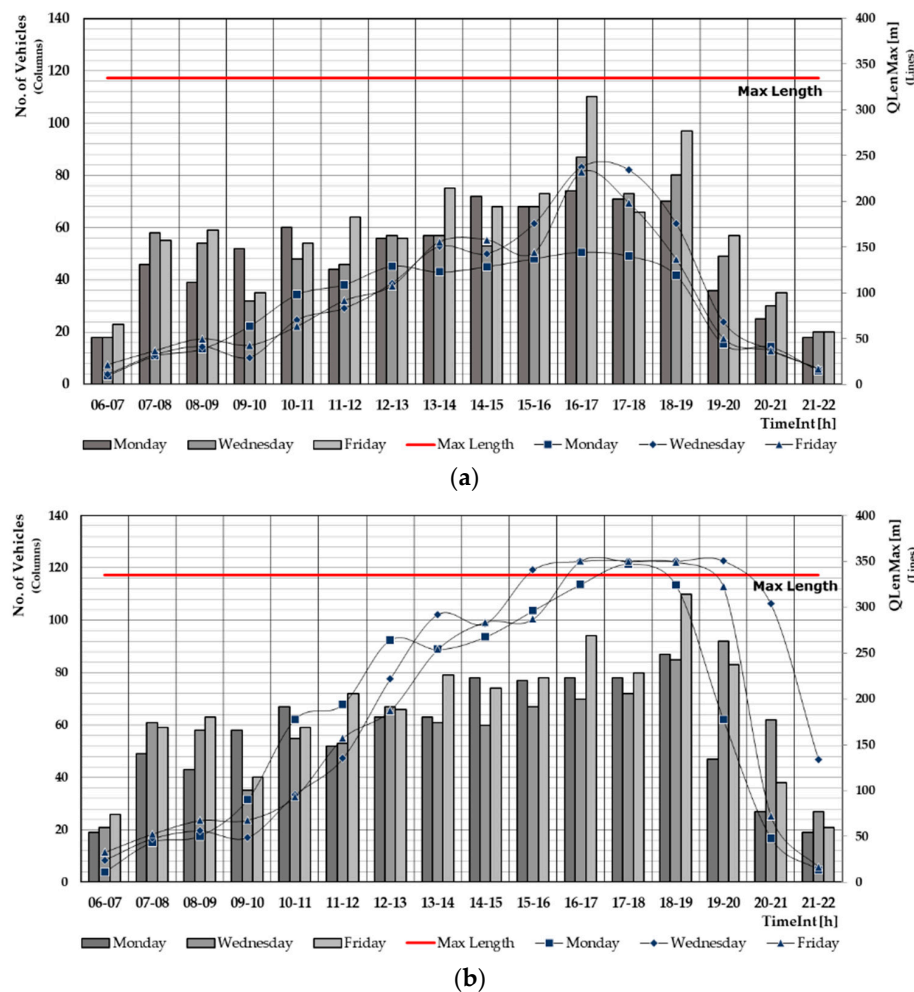 140 400
120 350
100 300
80 250
60 200
40 150
20 100
0 50
0
No. of Vehicles
(Columns)
QLenMax [m]
(Lines)
Max Length
06-07 07-08 08-09 09-10 10-11 11-12 12-13 13-14 14-15 15-16 16-17 17-18 18-19 19-20 20-21 21-22
TimeInt [h]
Monday Wednesday Friday Max Length Monday Wednesday Friday
(a)
140 400
120 350
100 300
80 250
60 200
40 150
20 100
0 50
0
No. of Vehicles
(Columns)
QLenMax [m]
(Lines)
Max Length
06-07 07-08 08-09 09-10 10-11 11-12 12-13 13-14 14-15 15-16 16-17 17-18 18-19 19-20 20-21 21-22
TimeInt [h]
Monday Wednesday Friday Max Length Monday Wednesday Friday
(b)